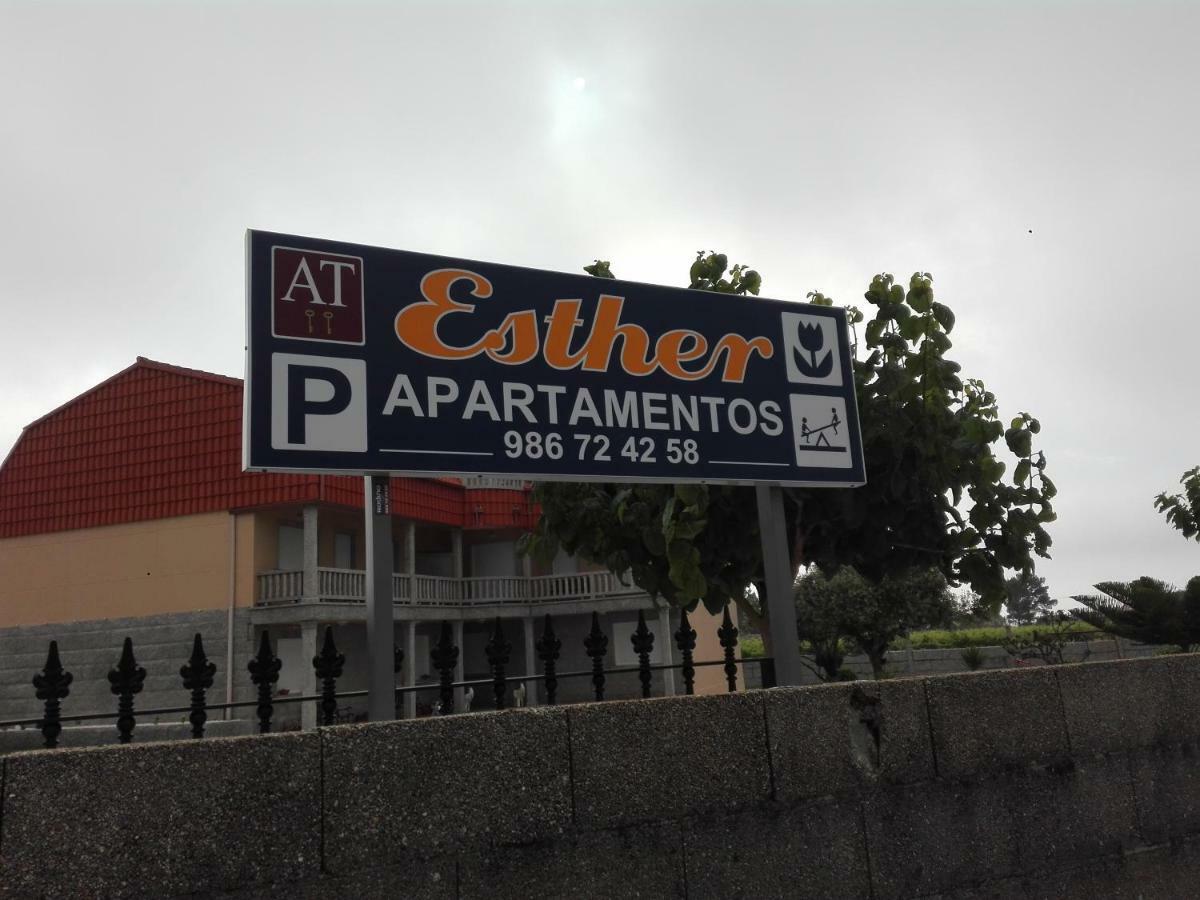 AT
Esther
P
APARTAMENTOS
986 72 42 58